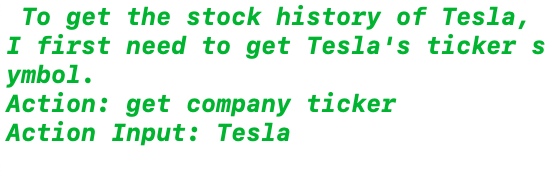 To get the stock history of Tesla,
I first need to get Tesla's ticker s
ymbol.
Action: get company ticker
Action Input: Tesla